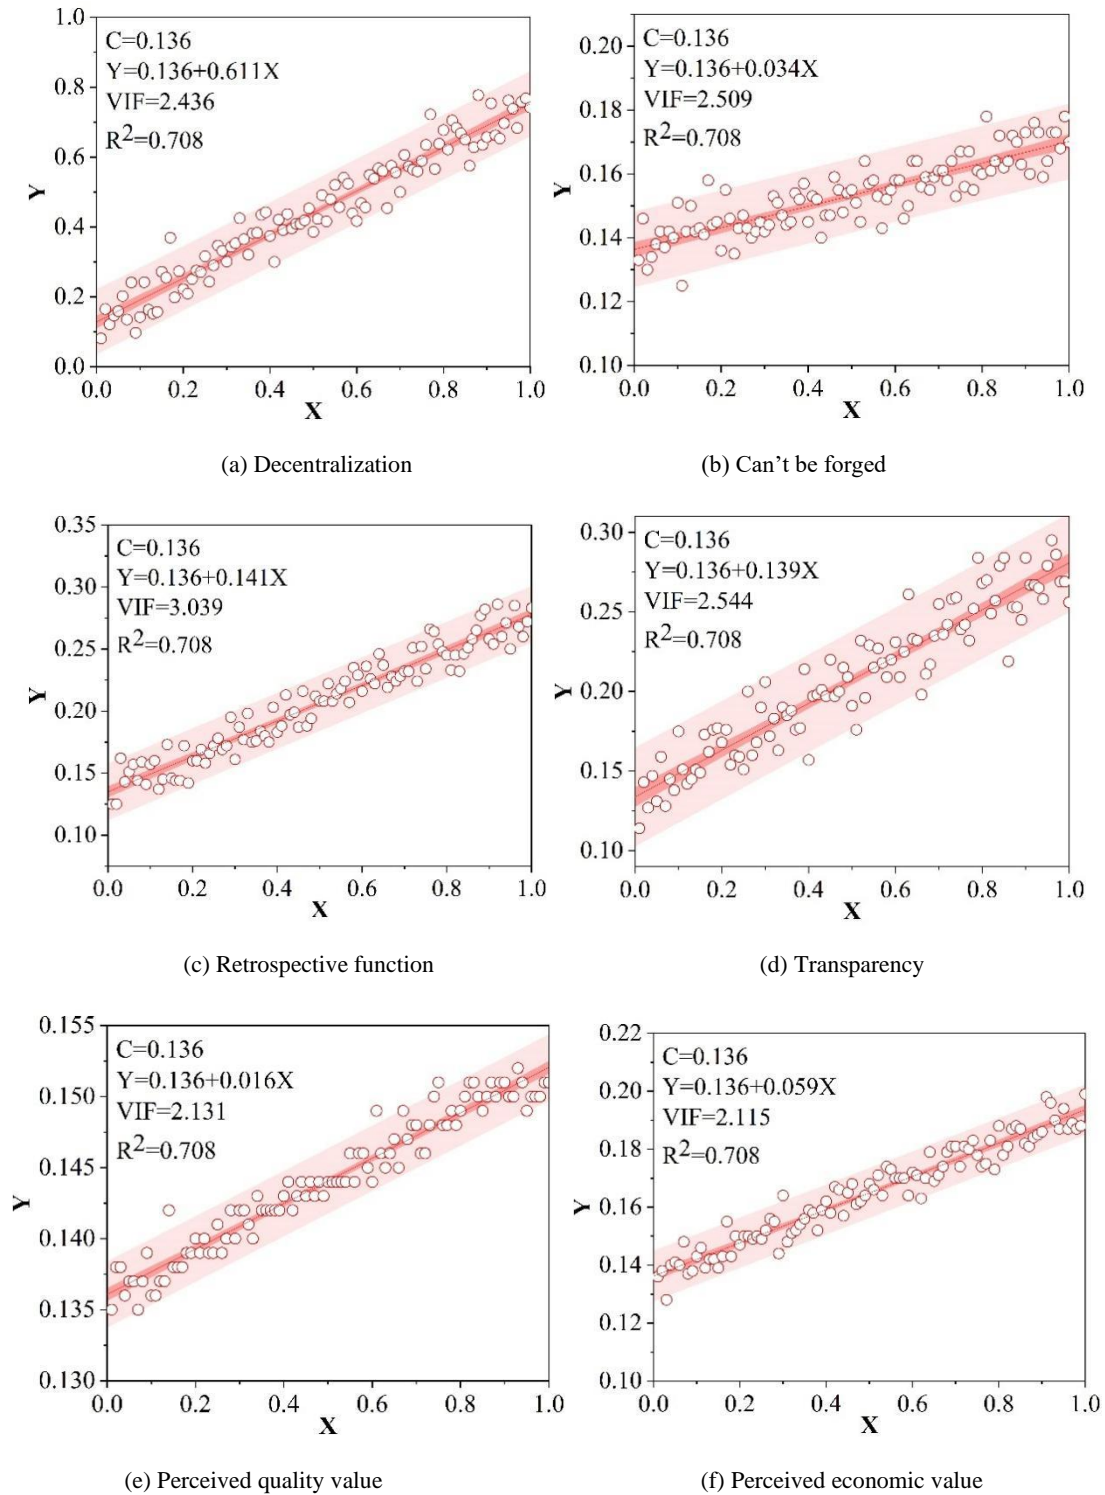 1.0
0.8
0.6
0.4
0.2
0.0
Y
C=0.136
Y=0.136+0.611X
VIF=2.436
R2=0.708
0.0 0.2 0.4 0.6 0.8 1.0
X
(a) Decentralization
0.20
0.18
0.16
0.14
0.12
0.10
Y
C=0.136
Y=0.136+0.034X
VIF=2.509
R2=0.708
0.0 0.2 0.4 0.6 0.8 1.0
X
(b) Can’t be forged
0.35
0.30
0.25
0.20
0.15
0.10
Y
C=0.136
Y=0.136+0.141X
VIF=3.039
R2=0.708
0.0 0.2 0.4 0.6 0.8 1.0
X
(c) Retrospective function
0.30
0.25
0.20
0.15
0.10
Y
C=0.136
Y=0.136+0.139X
VIF=2.544
R2=0.708
0.0 0.2 0.4 0.6 0.8 1.0
X
(d) Transparency
0.155
0.150
0.145
0.140
0.135
0.130
Y
C=0.136
Y=0.136+0.016X
VIF=2.131
R2=0.708
0.0 0.2 0.4 0.6 0.8 1.0
X
(e) Perceived quality value
0.22
0.20
0.18
0.16
0.14
0.12
0.10
Y
C=0.136
Y=0.136+0.059X
VIF=2.115
R2=0.708
0.0 0.2 0.4 0.6 0.8 1.0
X
(f) Perceived economic value